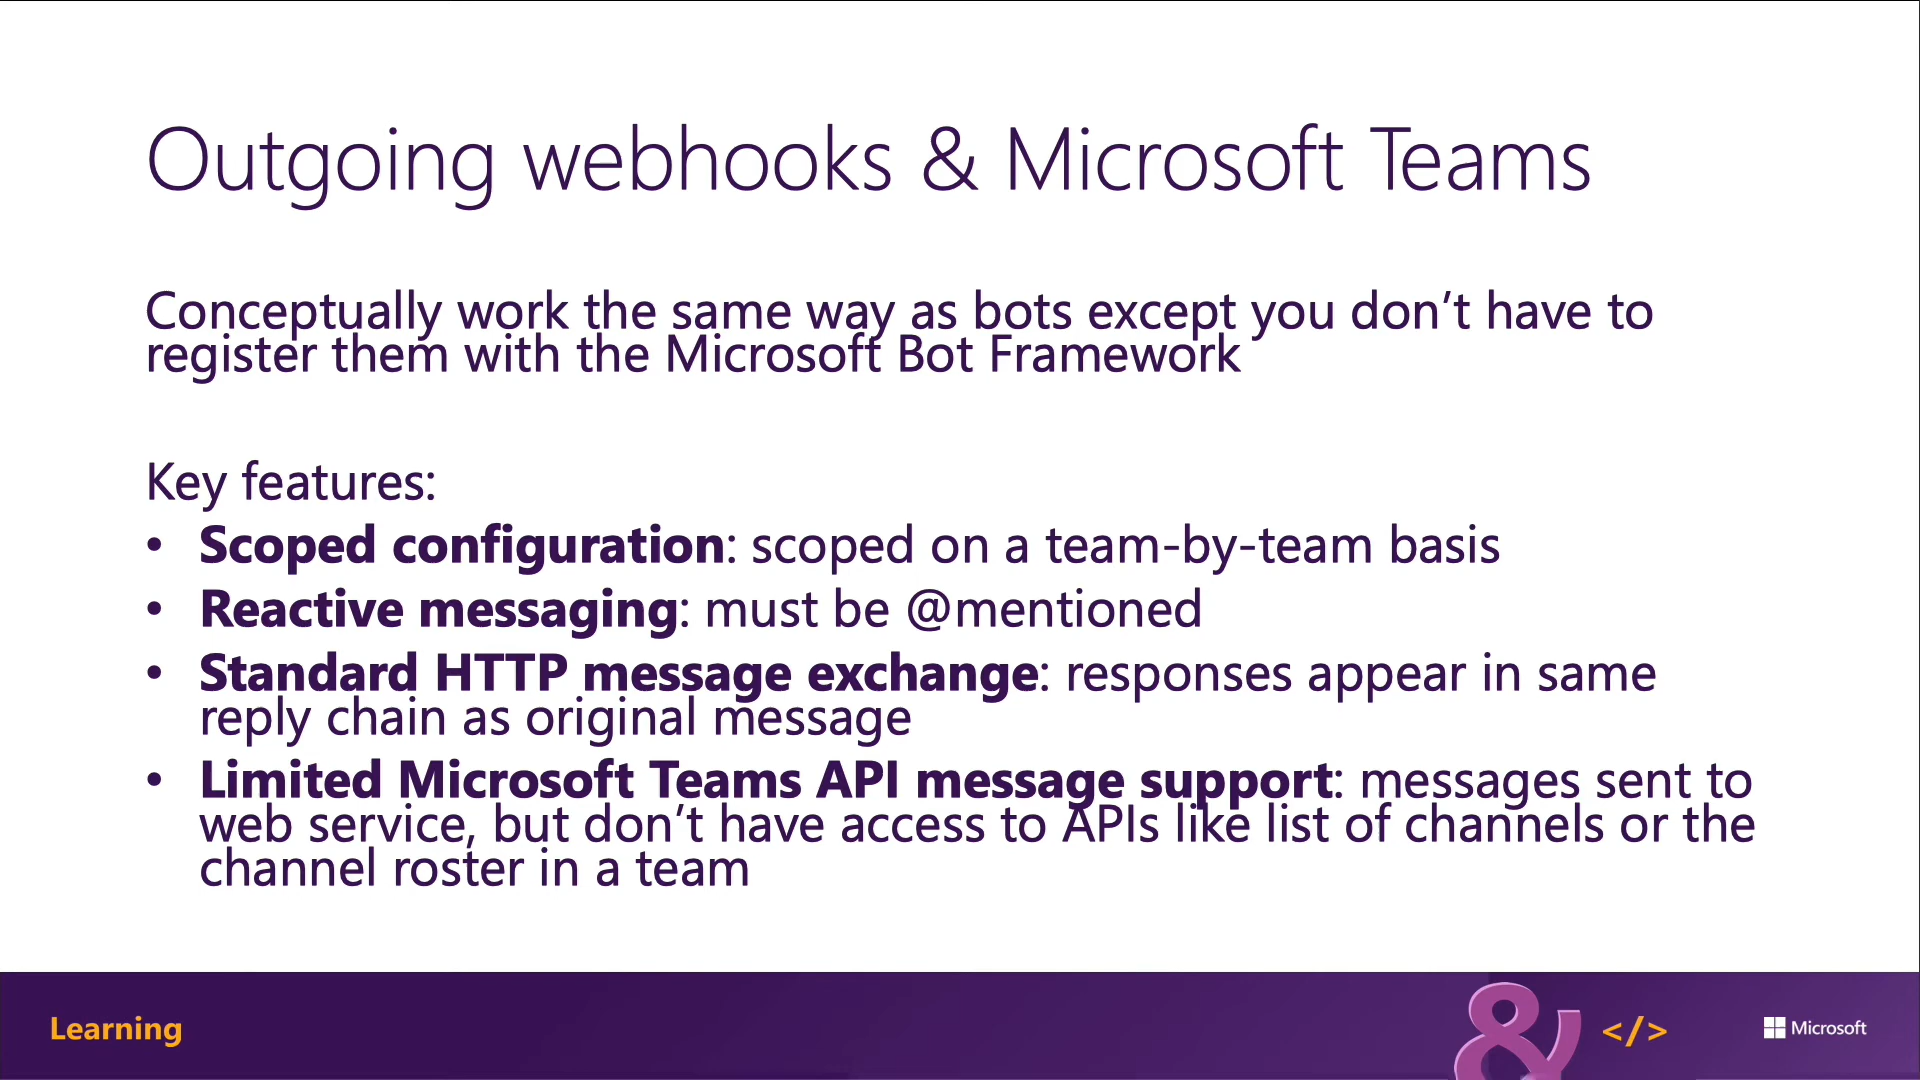 Outgoing webhooks & Microsoft Teams
Conceptually work the same way as bots except you don’t have to
register them with the Microsoft Bot Framework
Key features:
• Scoped configuration: scoped on a team-by-team basis
• Reactive messaging: must be @mentioned
• Standard HTTP message exchange: responses appear in same
reply chain as original message
• Limited Microsoft Teams API message support: messages sent to
web service, but don’t have access to APIs like list of channels or the
channel roster in a team
Learning
& </>
Microsoft